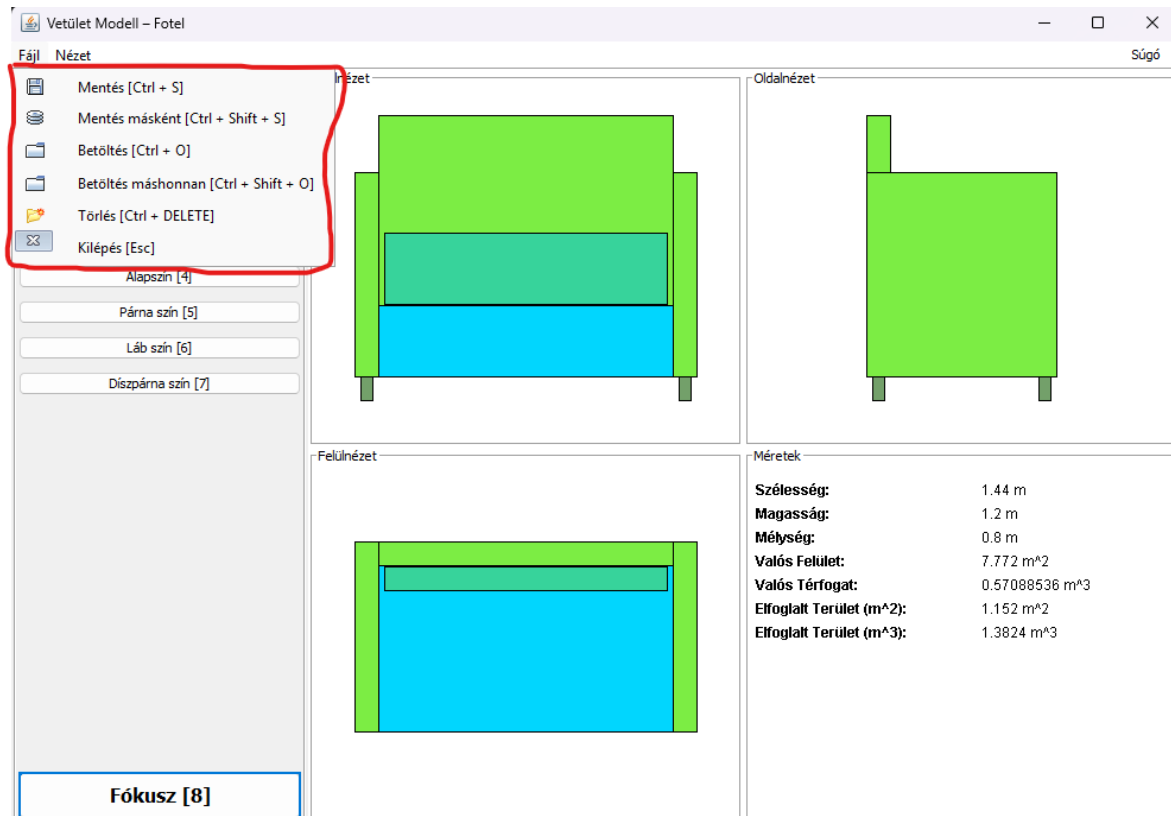 Vetület Modell – Fotel
Fájl Nézet Súgó
Mentés [Ctrl + S]
Mentés másként [Ctrl + Shift + S]
Betöltés [Ctrl + O]
Betöltés máshonnan [Ctrl + Shift + O]
Törlés [Ctrl + DELETE]
Kilépés [Esc]
Alapszín [4]
Párna szín [5]
Láb szín [6]
Díszpárna szín [7]
Fókusz [8]
Oldalnézet
Felülnézet
Méretek
Szélesség: 1.44 m
Magasság: 1.2 m
Mélység: 0.8 m
Valós Felület: 7.772 m^2
Valós Térfogat: 0.57088536 m^3
Elfoglalt Terület (m^2): 1.152 m^2
Elfoglalt Terület (m^3): 1.3824 m^3